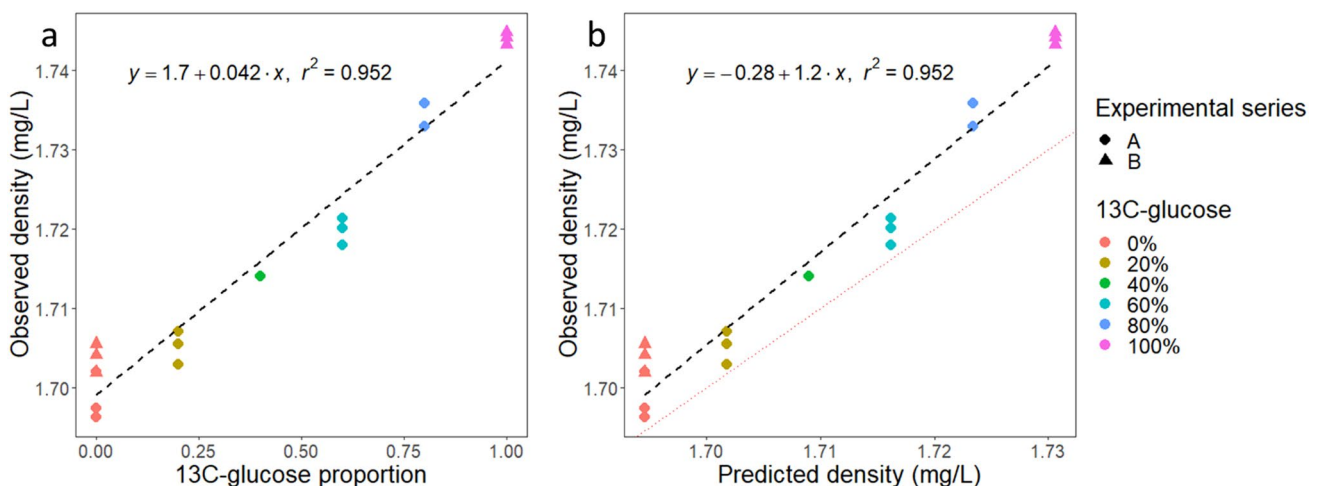 a
y = 1.7 + 0.042 · x, r² = 0.952
Observed density (mg/L)
1.74
1.73
1.72
1.71
1.70
0.00 0.25 0.50 0.75 1.00
13C-glucose proportion
b
y = −0.28 + 1.2 · x, r² = 0.952
Observed density (mg/L)
1.74
1.73
1.72
1.71
1.70
1.70 1.71 1.72 1.73
Predicted density (mg/L)
Experimental series
A
B
13C-glucose
0%
20%
40%
60%
80%
100%